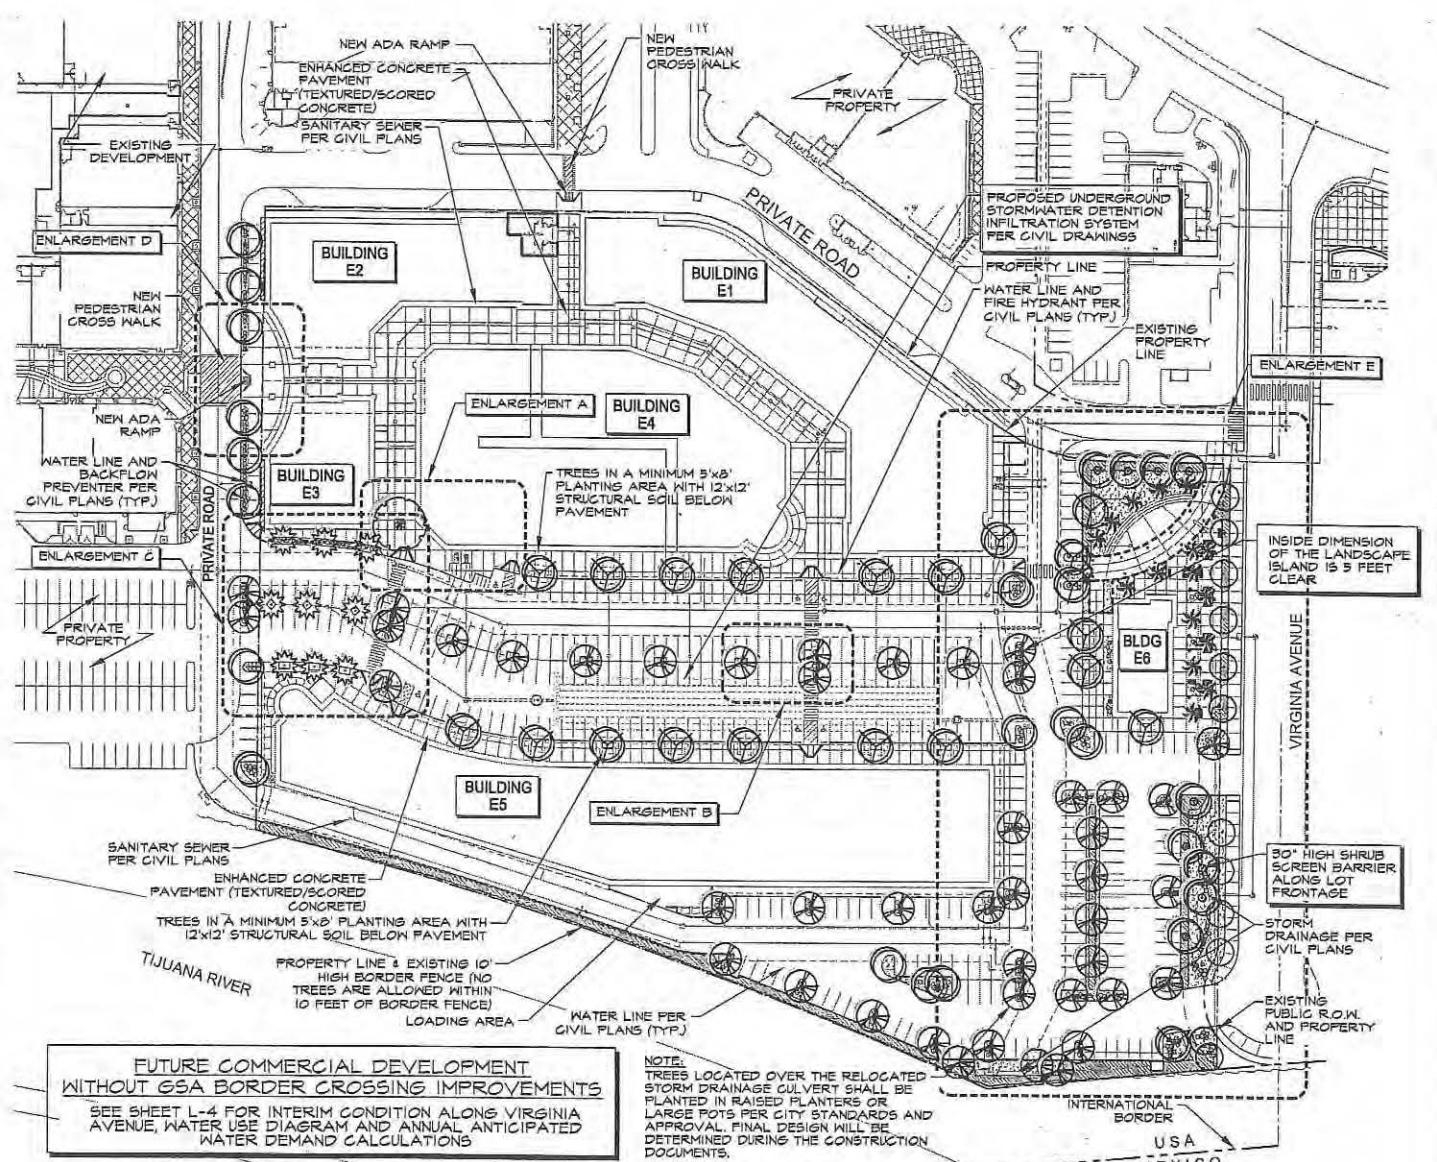 NEW ADA RAMP
ENHANCED CONCRETE
PAVEMENT
(TEXTURED/SCORED
CONCRETE)
SANITARY SEWER
PER CIVIL PLANS
NEW
PEDESTRIAN
CROSS WALK
PRIVATE
PROPERTY
EXISTING
DEVELOPMENT
ENLARGEMENT D
NEW
PEDESTRIAN
CROSS WALK
NEW ADA
RAMP
WATER LINE AND
BACKFLOW
PREVENTER PER
CIVIL PLANS (TYP.)
ENLARGEMENT C
PRIVATE ROAD
PRIVATE
PROPERTY
BUILDING
E2
BUILDING
E1
PRIVATE ROAD
PROPOSED UNDERGROUND
STORMWATER DETENTION
INFILTRATION SYSTEM
PER CIVIL DRAWINGS
PROPERTY LINE
WATER LINE AND
FIRE HYDRANT PER
CIVIL PLANS (TYP.)
EXISTING
PROPERTY
LINE
ENLARGEMENT E
ENLARGEMENT A
BUILDING
E4
BUILDING
E3
TREES IN A MINIMUM 5'x8'
PLANTING AREA WITH 12'x12'
STRUCTURAL SOIL BELOW
PAVEMENT
INSIDE DIMENSION
OF THE LANDSCAPE
ISLAND IS 5 FEET
CLEAR
BLDG
E6
VIRGINIA AVENUE
BUILDING
E5
ENLARGEMENT B
SANITARY SEWER
PER CIVIL PLANS
ENHANCED CONCRETE
PAVEMENT (TEXTURED/SCORED
CONCRETE)
TREES IN A MINIMUM 5'x8' PLANTING AREA WITH
12'x12' STRUCTURAL SOIL BELOW PAVEMENT
PROPERTY LINE & EXISTING 10'
HIGH BORDER FENCE (NO
TREES ARE ALLOWED WITHIN
10 FEET OF BORDER FENCE)
LOADING AREA
TIJUANA RIVER
WATER LINE PER
CIVIL PLANS (TYP.)
30" HIGH SHRUB
SCREEN BARRIER
ALONG LOT
FRONTAGE
STORM
DRAINAGE PER
CIVIL PLANS
EXISTING
PUBLIC R.O.W.
AND PROPERTY
LINE
FUTURE COMMERCIAL DEVELOPMENT
WITHOUT GSA BORDER CROSSING IMPROVEMENTS
SEE SHEET L-4 FOR INTERIM CONDITION ALONG VIRGINIA
AVENUE, WATER USE DIAGRAM AND ANNUAL ANTICIPATED
WATER DEMAND CALCULATIONS
NOTE:
TREES LOCATED OVER THE RELOCATED
STORM DRAINAGE CULVERT SHALL BE
PLANTED IN RAISED PLANTERS OR
LARGE POTS PER CITY STANDARDS AND
APPROVAL. FINAL DESIGN WILL BE
DETERMINED DURING THE CONSTRUCTION
DOCUMENTS.
INTERNATIONAL
BORDER
USA